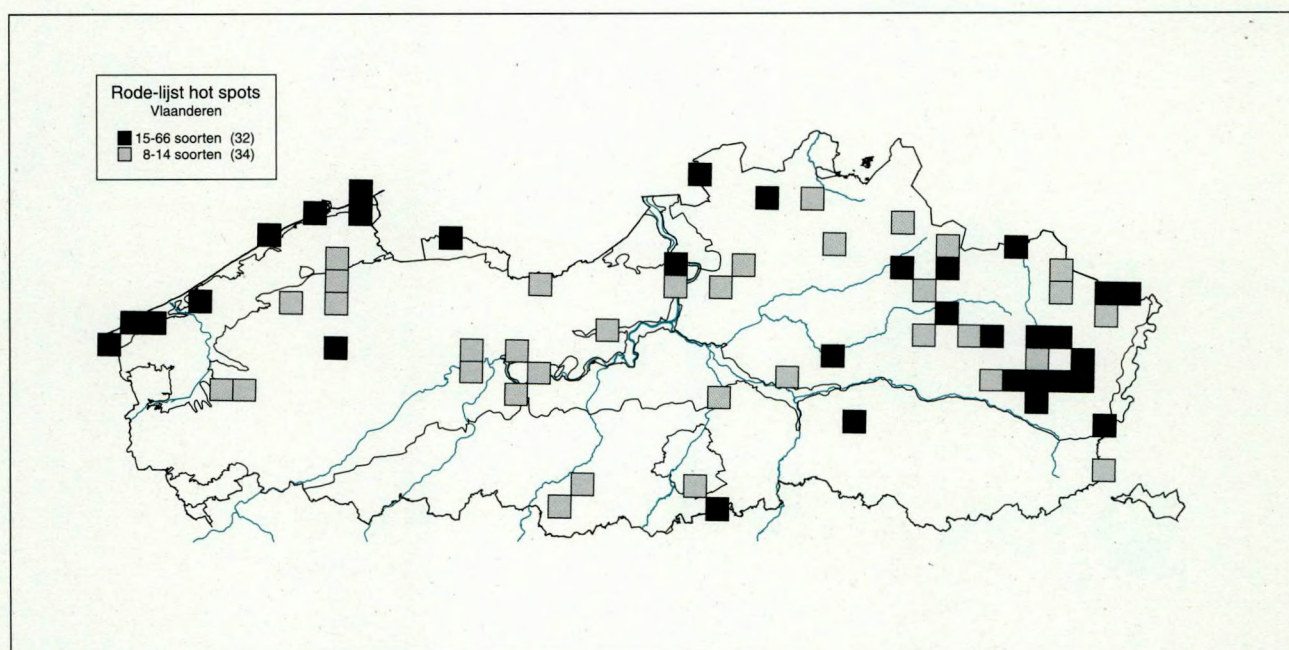 Rode-lijst hot spots
Vlaanderen
15-66 soorten (32)
8-14 soorten (34)